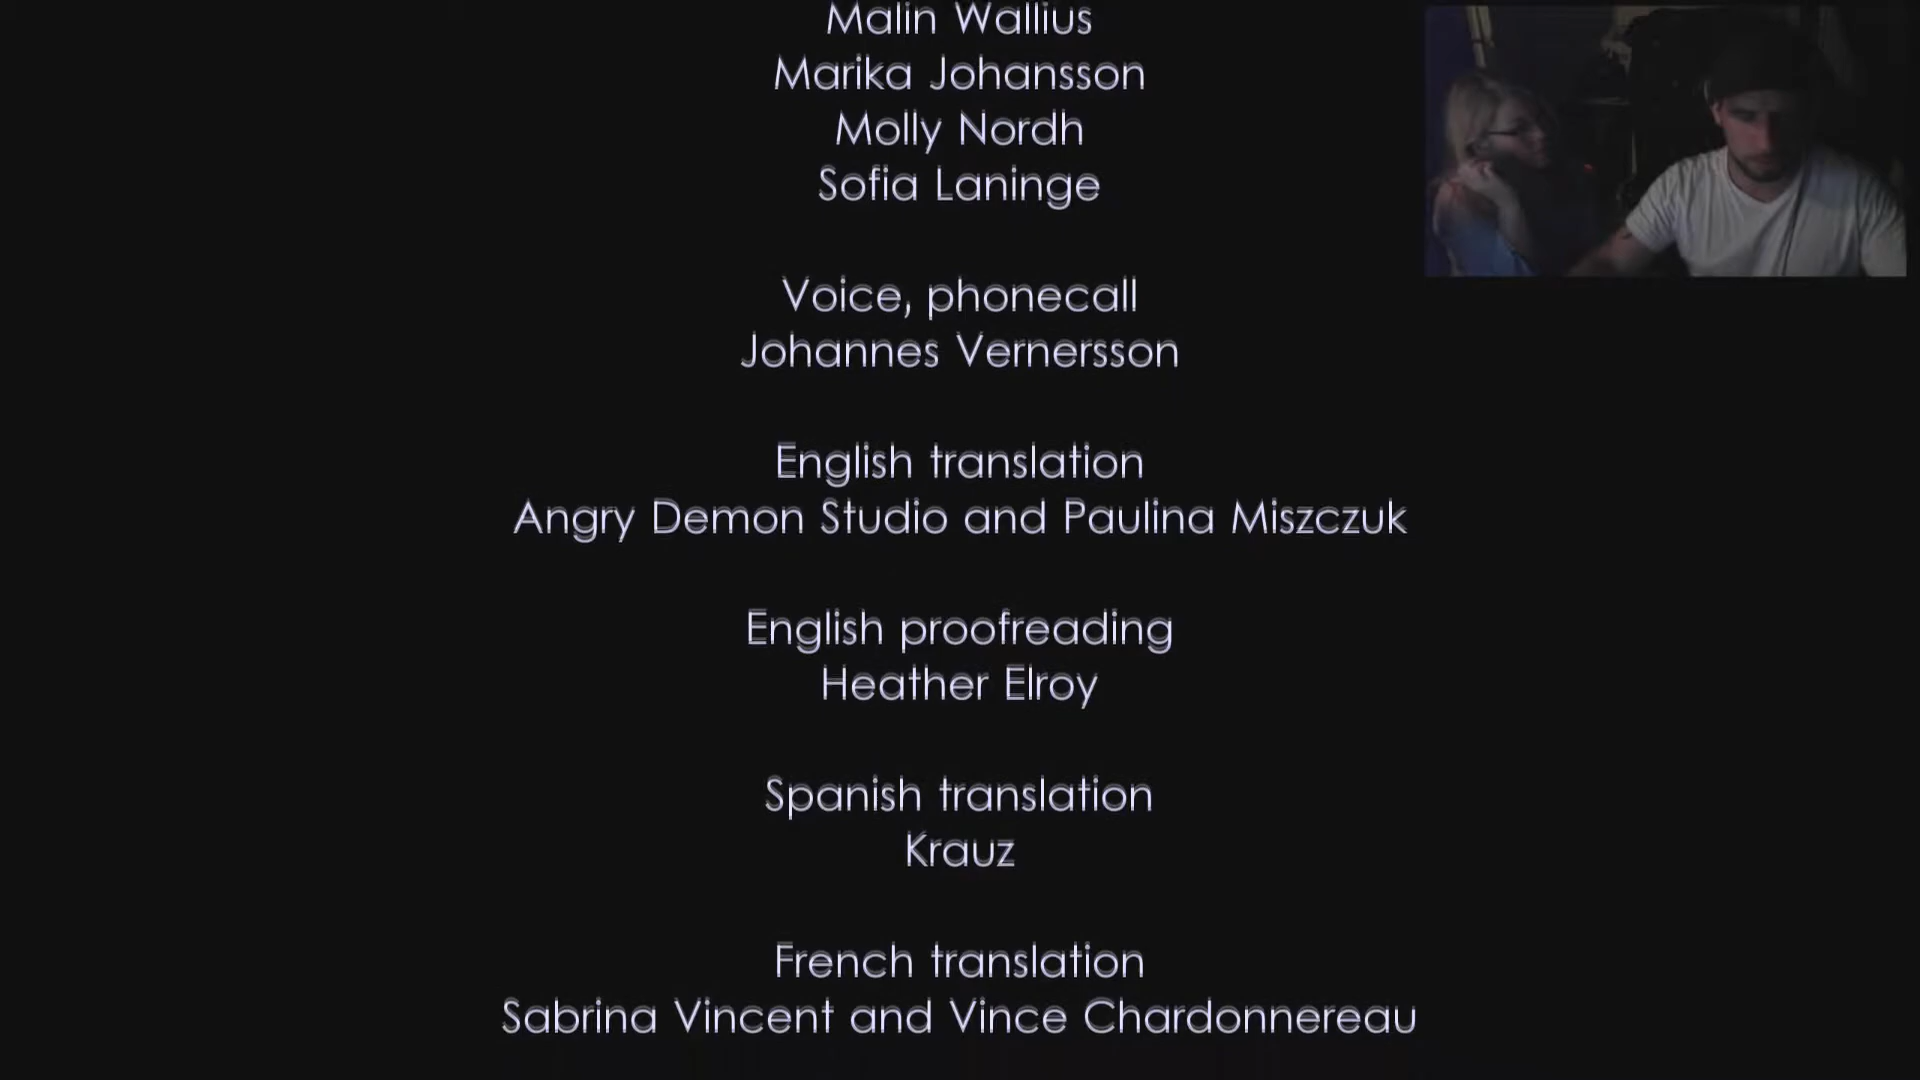 Malin Wallius
Marika Johansson
Molly Nordh
Sofia Laninge
Voice, phonecall
Johannes Vernersson
English translation
Angry Demon Studio and Paulina Miszczuk
English proofreading
Heather Elroy
Spanish translation
Krauz
French translation
Sabrina Vincent and Vince Chardonnereau